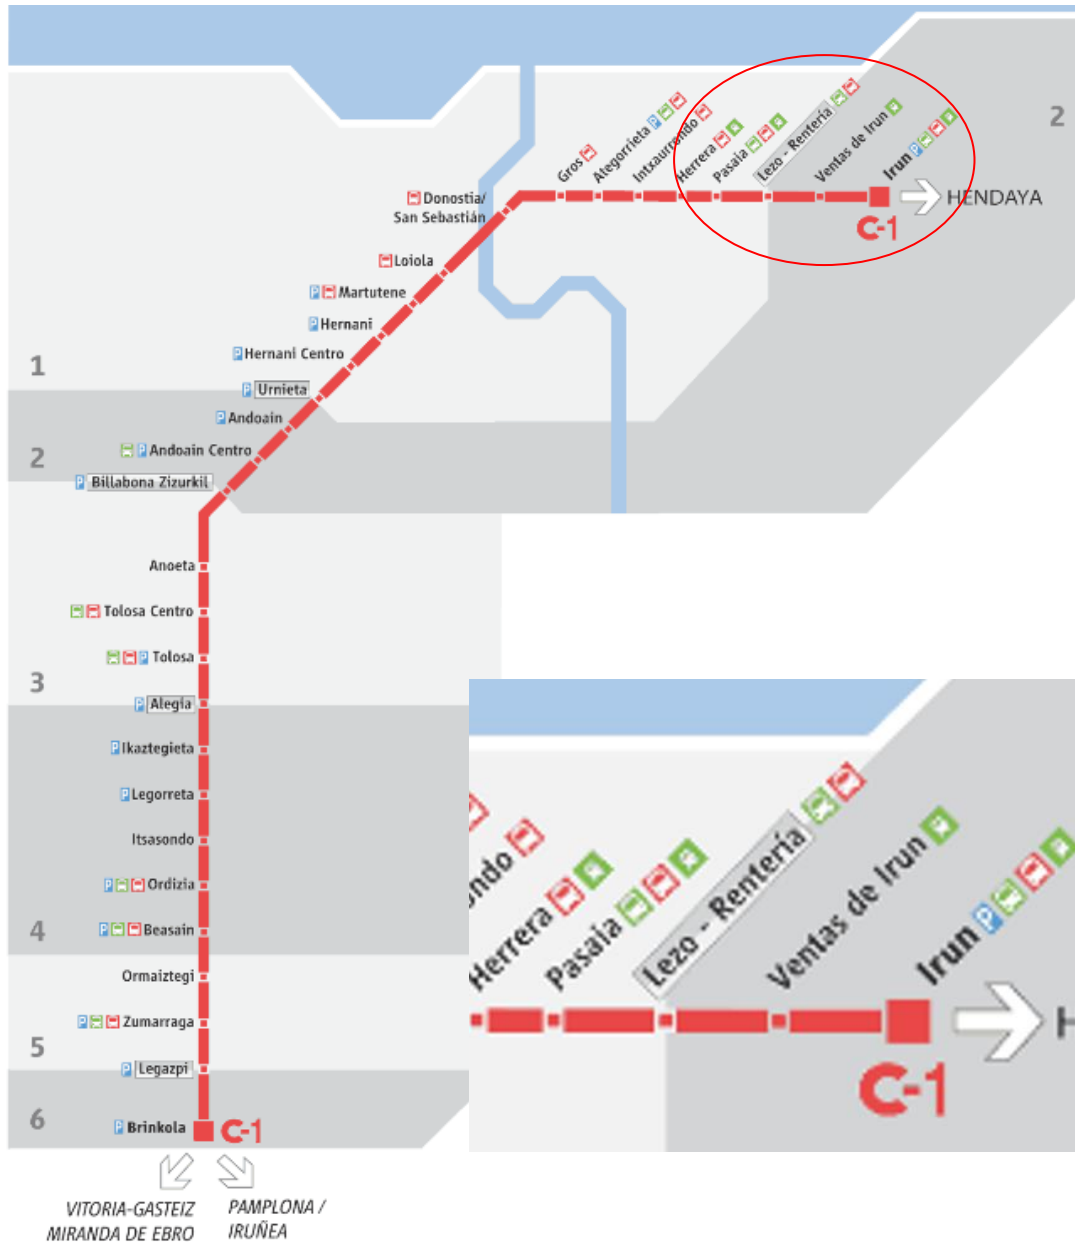 Gros
Ategorrieta
Intxaurrondo
Herrera
Pasaia
Lezo - Rentería
Ventas de Irun
Irun
2
HENDAYA
C-1
Donostia/
San Sebastián
Loiola
Martutene
Hernani
Hernani Centro
1
Urnieta
Andoain
Andoain Centro
2
Billabona Zizurkil
Anoeta
Tolosa Centro
Tolosa
3
Alegia
Ikaztegieta
Legorreta
Itsasondo
Ordizia
4
Beasain
Ormaiztegi
Zumarraga
5
Legazpi
6
Brinkola
C-1
VITORIA-GASTEIZ
MIRANDA DE EBRO
PAMPLONA /
IRUÑEA
ondo
Herrera
Pasaia
Lezo - Rentería
Ventas de Irun
Irun
H
C-1